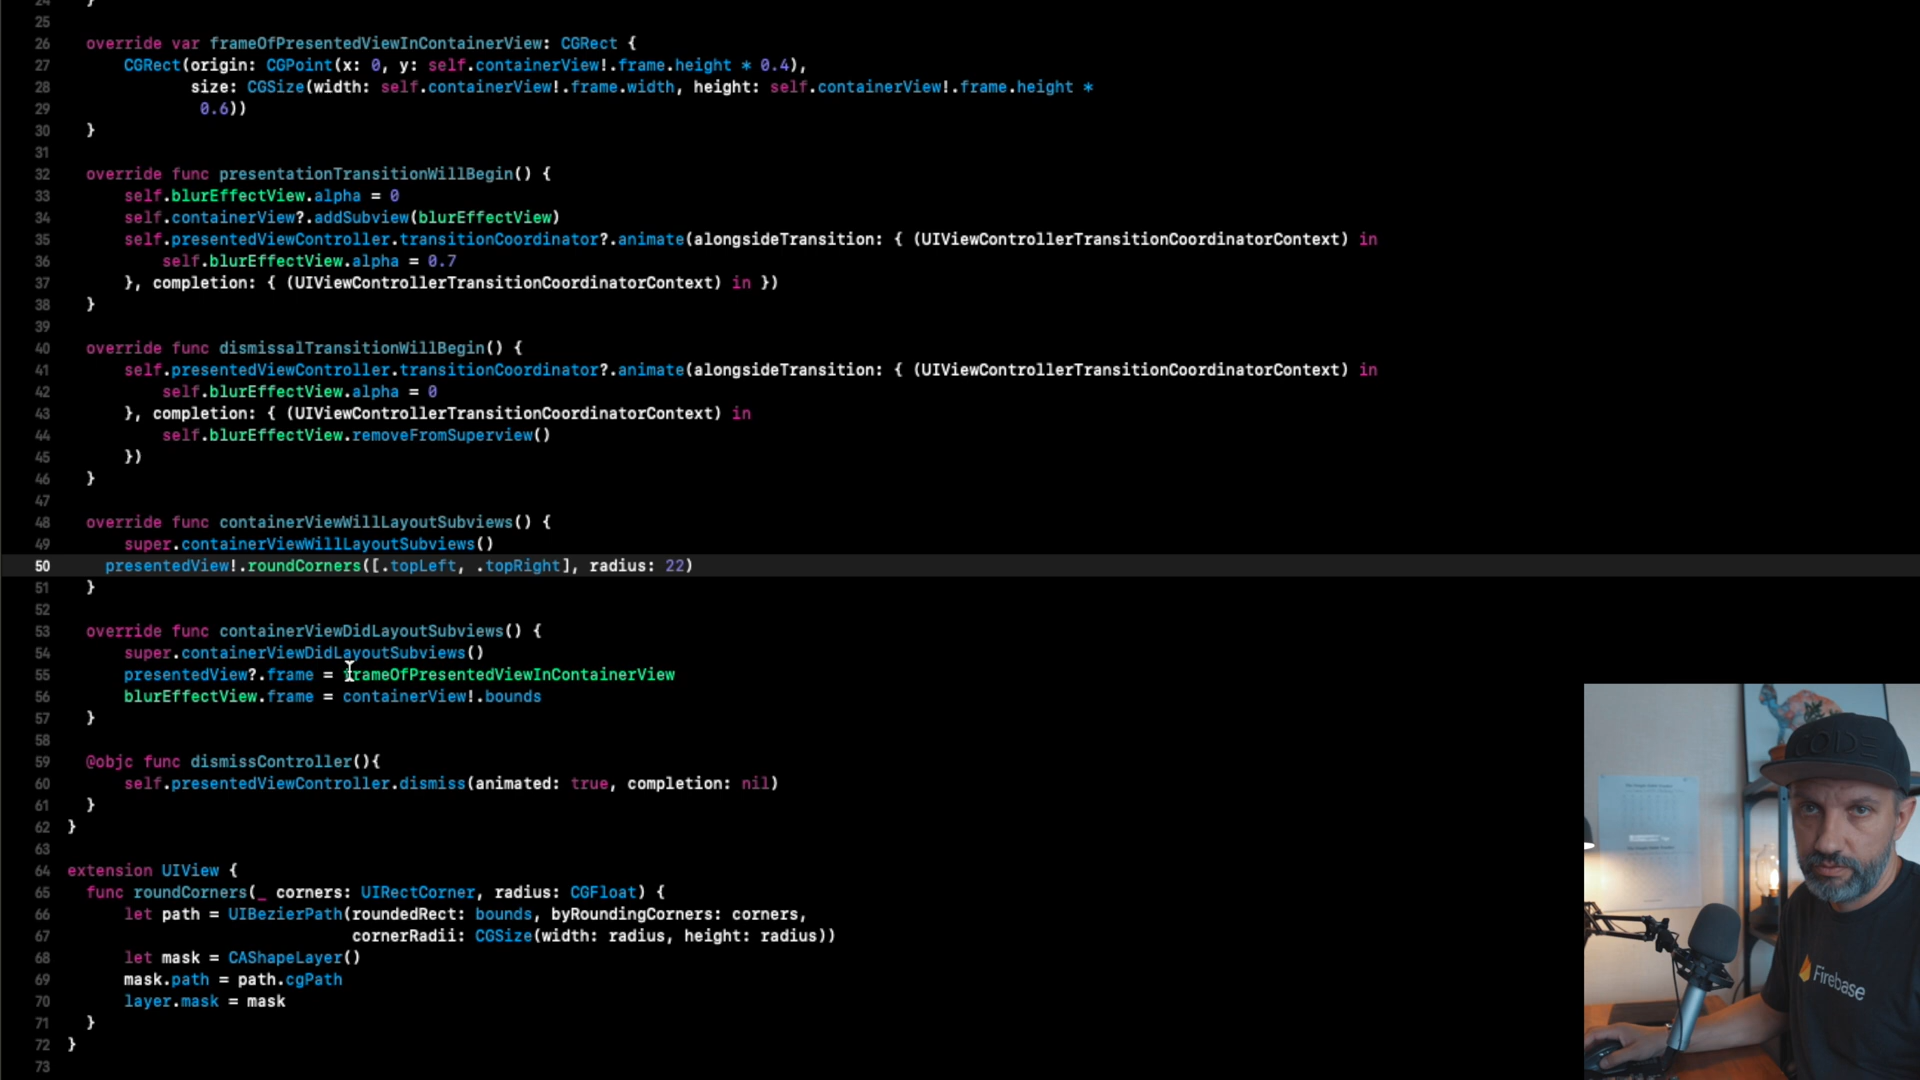 24 }
25
26 override var frameOfPresentedViewInContainerView: CGRect {
27 CGRect(origin: CGPoint(x: 0, y: self.containerView!.frame.height * 0.4),
28 size: CGSize(width: self.containerView!.frame.width, height: self.containerView!.frame.height *
29 0.6))
30 }
31
32 override func presentationTransitionWillBegin() {
33 self.blurEffectView.alpha = 0
34 self.containerView?.addSubview(blurEffectView)
35 self.presentedViewController.transitionCoordinator?.animate(alongsideTransition: { (UIViewControllerTransitionCoordinatorContext) in
36 self.blurEffectView.alpha = 0.7
37 }, completion: { (UIViewControllerTransitionCoordinatorContext) in })
38 }
39
40 override func dismissalTransitionWillBegin() {
41 self.presentedViewController.transitionCoordinator?.animate(alongsideTransition: { (UIViewControllerTransitionCoordinatorContext) in
42 self.blurEffectView.alpha = 0
43 }, completion: { (UIViewControllerTransitionCoordinatorContext) in
44 self.blurEffectView.removeFromSuperview()
45 })
46 }
47
48 override func containerViewWillLayoutSubviews() {
49 super.containerViewWillLayoutSubviews()
50 presentedView!.roundCorners([.topLeft, .topRight], radius: 22)
51 }
52
53 override func containerViewDidLayoutSubviews() {
54 super.containerViewDidLayoutSubviews()
55 presentedView?.frame = frameOfPresentedViewInContainerView
56 blurEffectView.frame = containerView!.bounds
57 }
58
59 @objc func dismissController(){
60 self.presentedViewController.dismiss(animated: true, completion: nil)
61 }
62 }
63
64 extension UIView {
65 func roundCorners(_ corners: UIRectCorner, radius: CGFloat) {
66 let path = UIBezierPath(roundedRect: bounds, byRoundingCorners: corners,
67 cornerRadii: CGSize(width: radius, height: radius))
68 let mask = CAShapeLayer()
69 mask.path = path.cgPath
70 layer.mask = mask
71 }
72 }
73
CODE
Firebase